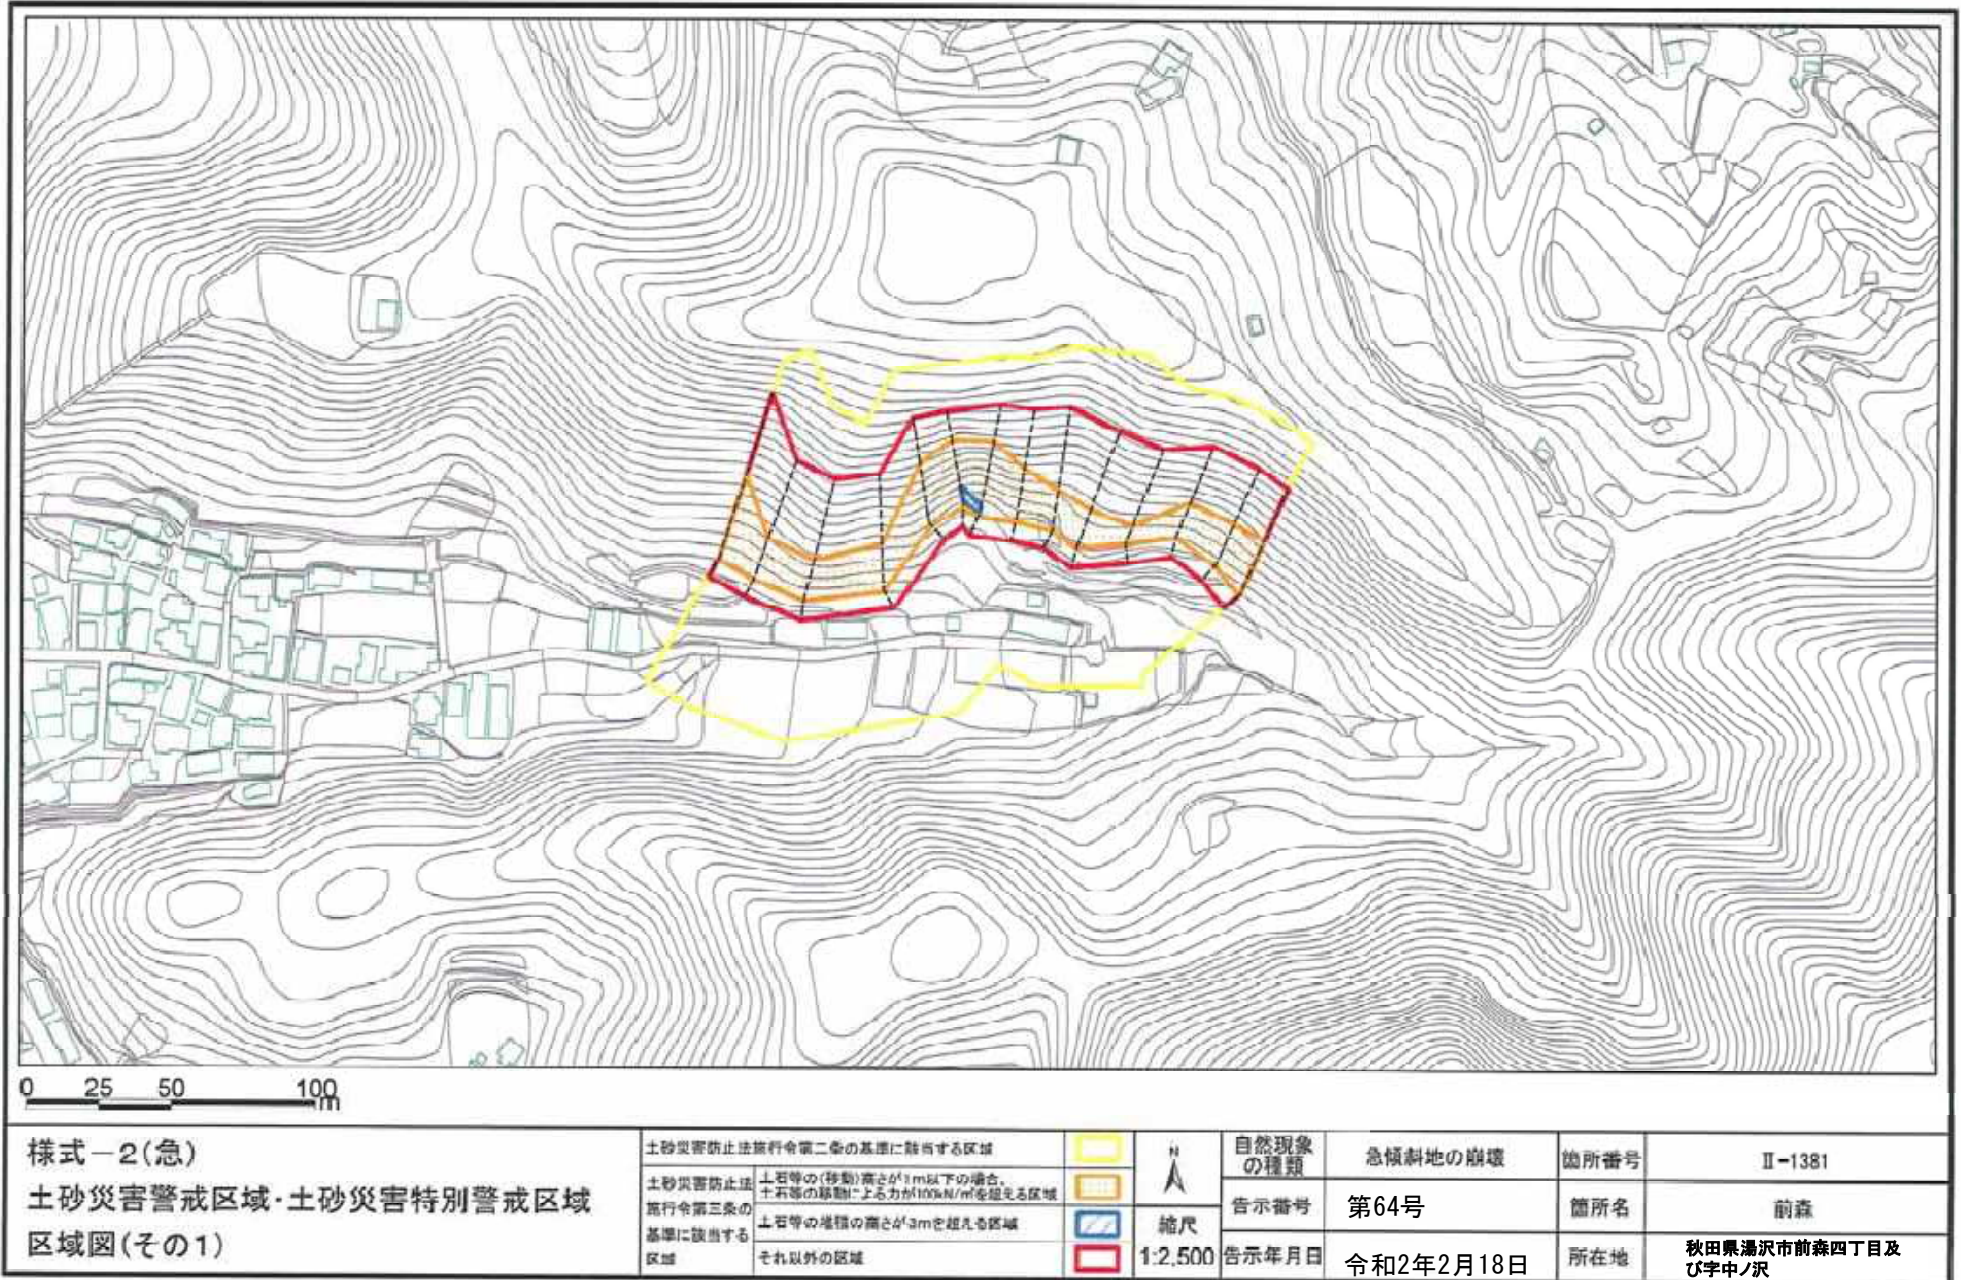 0 25 50 100
m
様式－2(急)
土砂災害警戒区域・土砂災害特別警戒区域
区域図(その1)
土砂災害防止法施行令第二条の基準に該当する区域
土砂災害防止法
施行令第三条の
基準に該当する
区域
土石等の(移動)高さが1m以下の場合、
土石等の移動による力が100kN/㎡を超える区域
土石等の堆積の高さが3mを超える区域
それ以外の区域
N
縮尺
1:2,500
自然現象
の種類
急傾斜地の崩壊
箇所番号
Ⅱ-1381
告示番号
第64号
箇所名
前森
告示年月日
令和2年2月18日
所在地
秋田県湯沢市前森四丁目及
び字中ノ沢